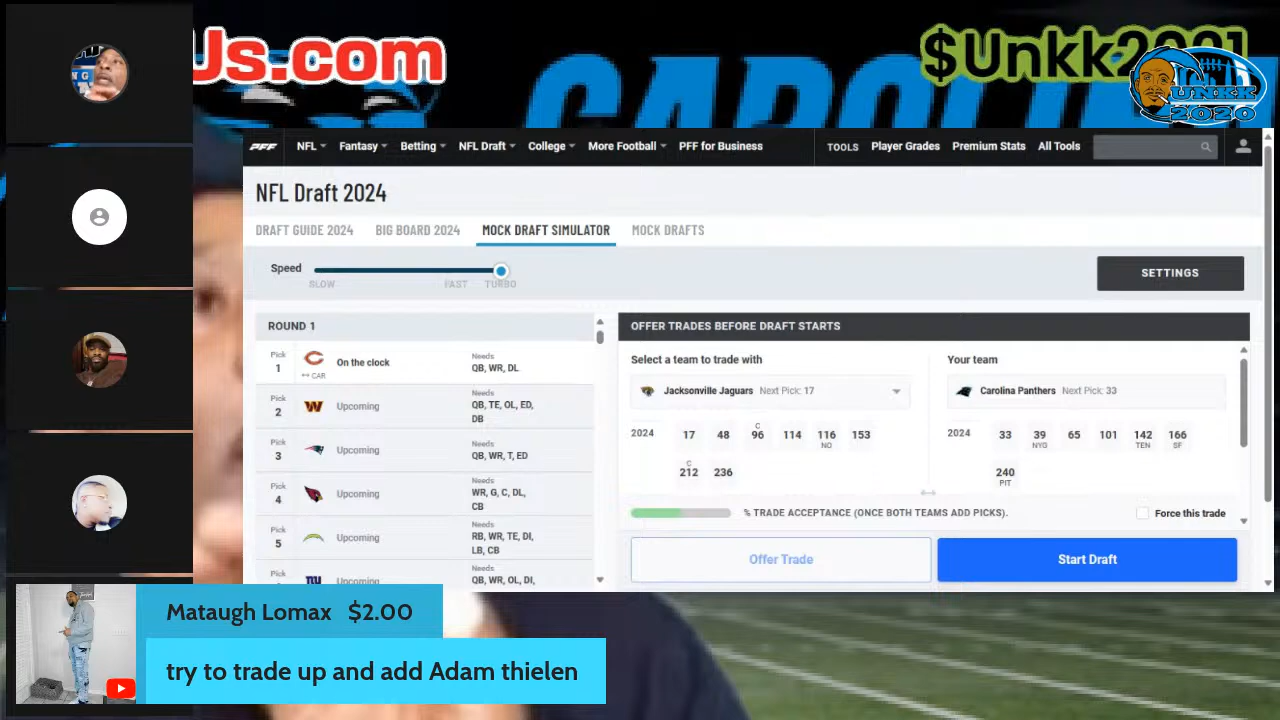 Us.com
$Unkk2021
CAROLIN
UNKK
2020
PFF NFL Fantasy Betting NFL Draft College More Football PFF for Business TOOLS Player Grades Premium Stats All Tools
NFL Draft 2024
DRAFT GUIDE 2024 BIG BOARD 2024 MOCK DRAFT SIMULATOR MOCK DRAFTS
Speed
SLOW FAST TURBO
SETTINGS
ROUND 1
Pick
1
↔ CAR
On the clock
Needs
QB, WR, DL
Pick
2
W
Upcoming
Needs
QB, TE, OL, ED,
DB
Pick
3
Upcoming
Needs
QB, WR, T, ED
Pick
4
Upcoming
Needs
WR, G, C, DL,
CB
Pick
5
Upcoming
Needs
RB, WR, TE, DI,
LB, CB
Pick
ny
Upcoming
Needs
QB, WR, OL, DI,
OFFER TRADES BEFORE DRAFT STARTS
Select a team to trade with
Jacksonville Jaguars Next Pick: 17
2024 17 48 C 96 114 116 NO 153
C 212 236
Your team
Carolina Panthers Next Pick: 33
2024 33 39 NYG 65 101 142 TEN 166 SF
240 PIT
% TRADE ACCEPTANCE (ONCE BOTH TEAMS ADD PICKS).
Force this trade
Offer Trade
Start Draft
Mataugh Lomax $2.00
try to trade up and add Adam thielen